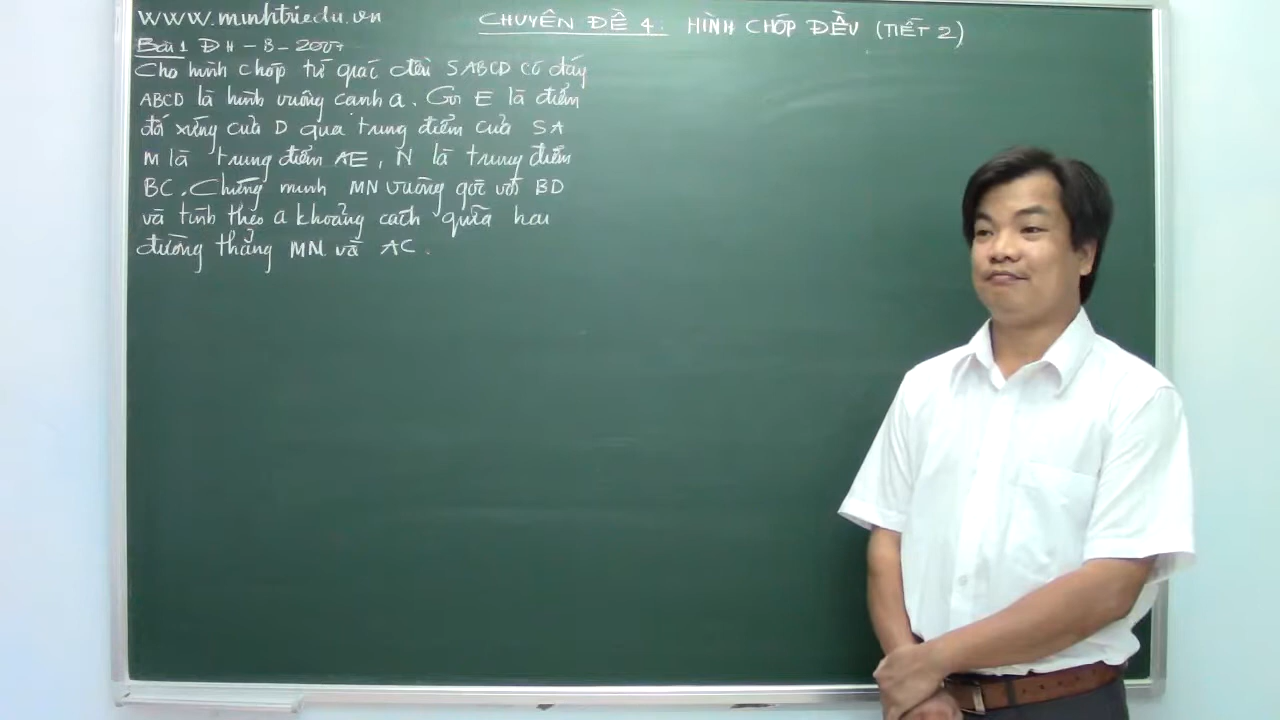 www.minhtriedu.vn
CHUYÊN ĐỀ 4: HÌNH CHÓP ĐỀU (TIẾT 2)
Bài 1 ĐH - B - 2007
Cho hình chóp tứ giác đều SABCD có đáy
ABCD là hình vuông cạnh a. Gọi E là điểm
đối xứng của D qua trung điểm của SA
M là trung điểm AE, N là trung điểm
BC. Chứng minh MN vuông góc với BD
và tính theo a khoảng cách giữa hai
đường thẳng MN và AC.